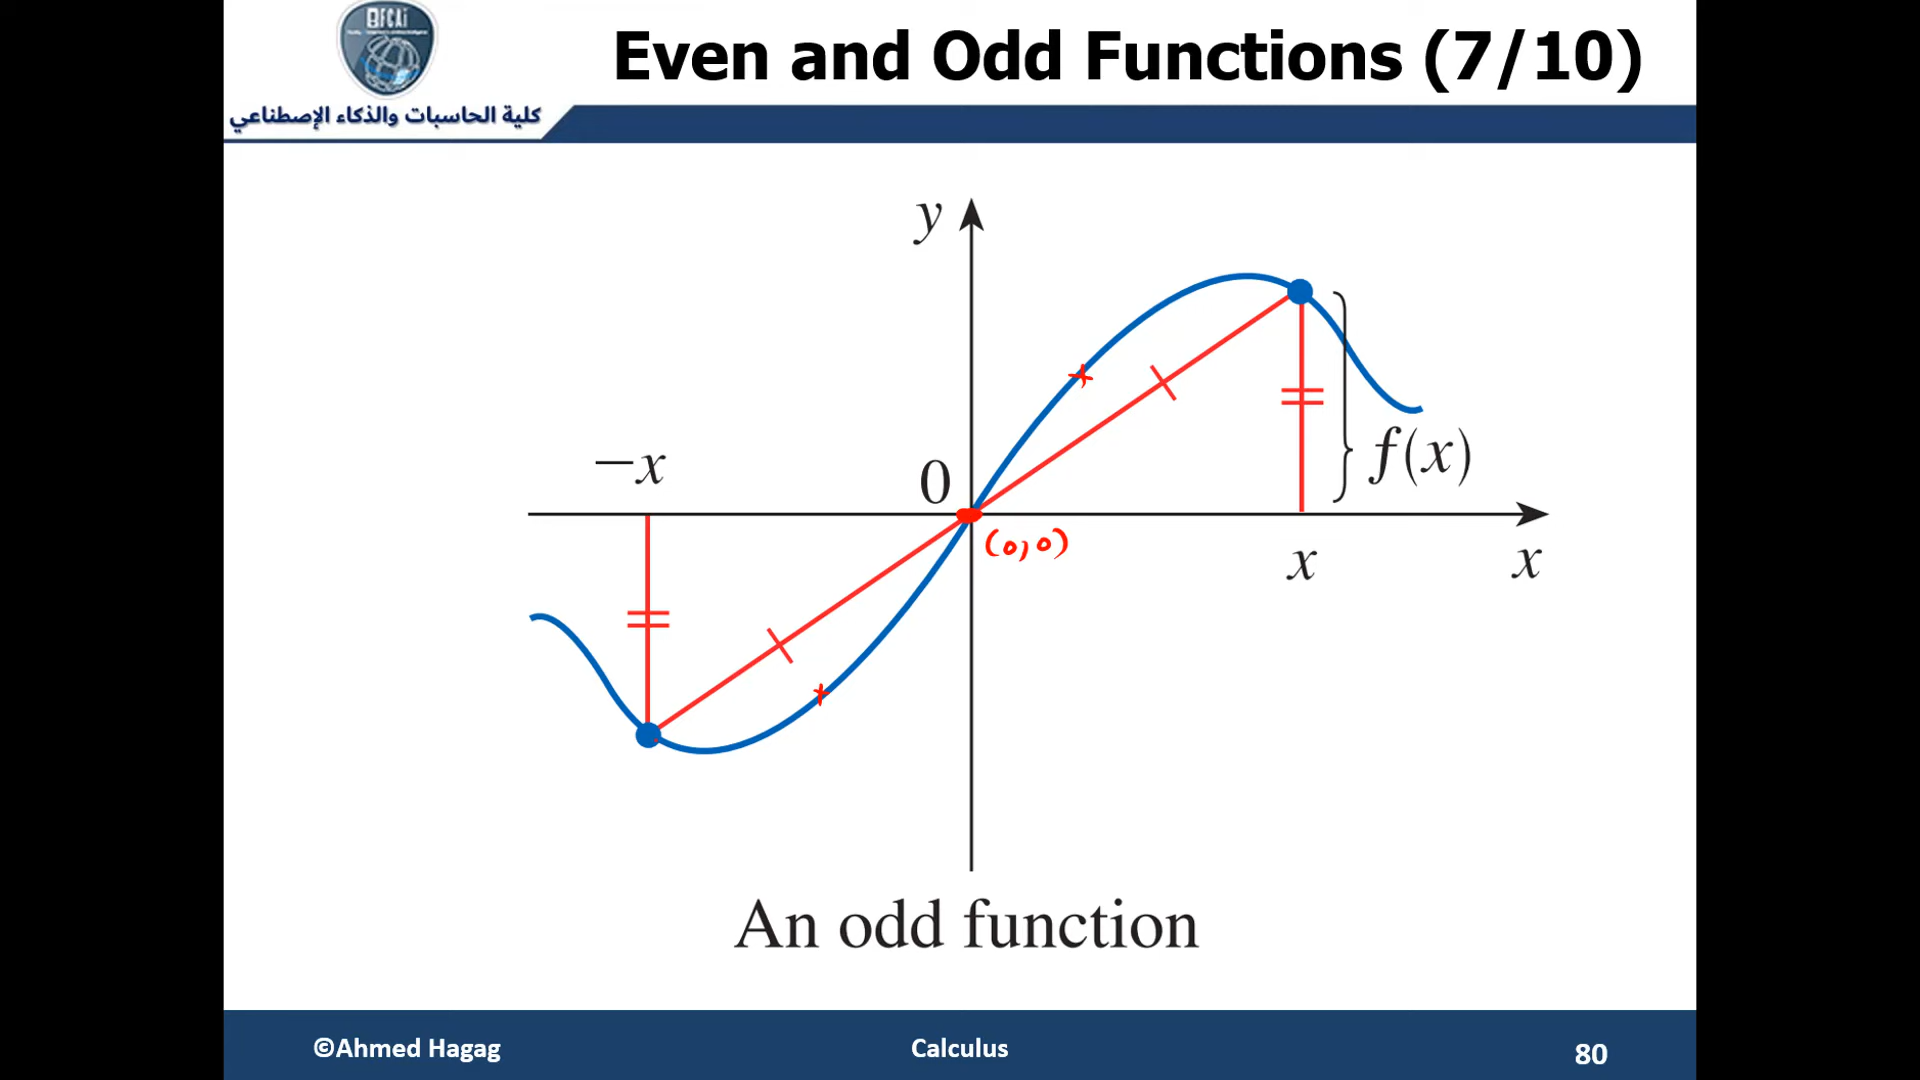 FCAi
Even and Odd Functions (7/10)
كلية الحاسبات والذكاء الإصطناعي
y
f(x)
−x
0
(0,0)
x
x
An odd function
©Ahmed Hagag
Calculus
80